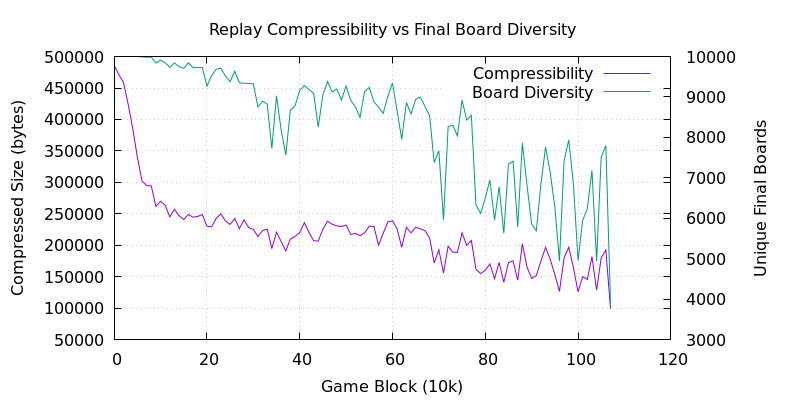 Replay Compressibility vs Final Board Diversity
Compressibility
Board Diversity
Compressed Size (bytes)
500000
450000
400000
350000
300000
250000
200000
150000
100000
50000
10000
9000
8000
7000
6000
5000
4000
3000
Unique Final Boards
0 20 40 60 80 100 120
Game Block (10k)